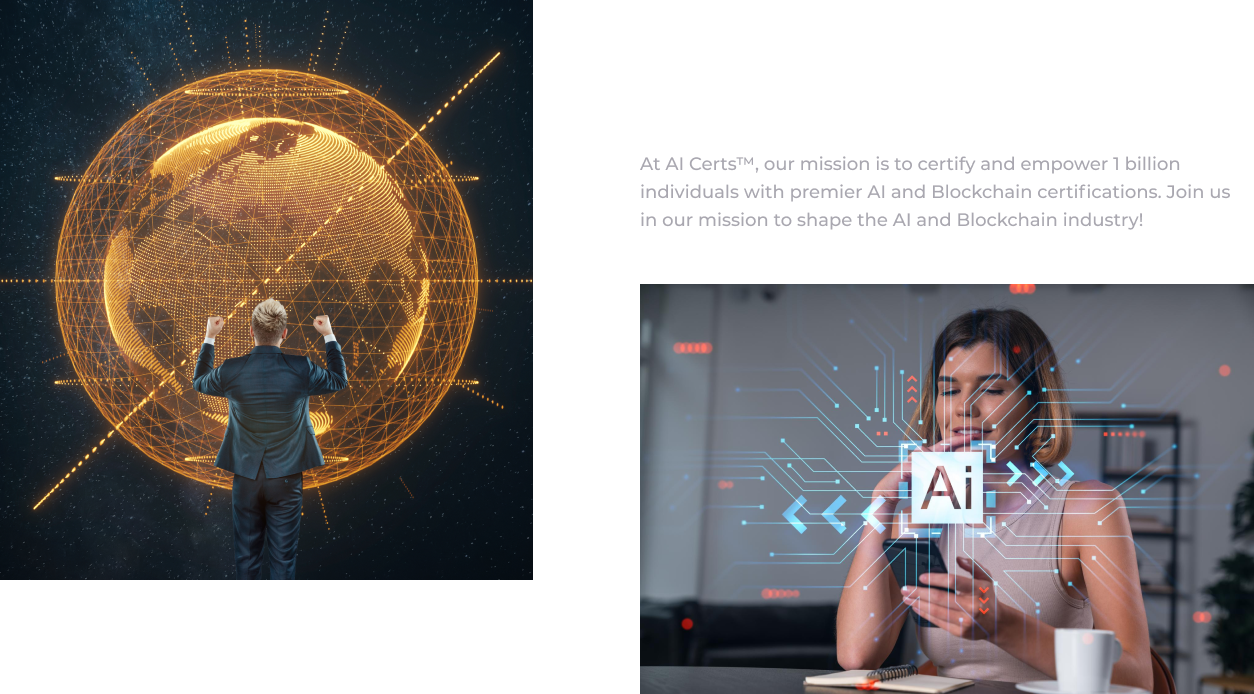 At AI Certs™, our mission is to certify and empower 1 billion
individuals with premier AI and Blockchain certifications. Join us
in our mission to shape the AI and Blockchain industry!
Ai